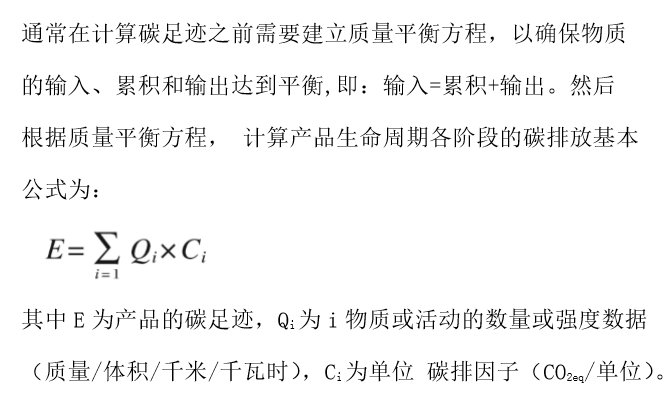 通常在计算碳足迹之前需要建立质量平衡方程，以确保物质
的输入、累积和输出达到平衡,即：输入=累积+输出。然后
根据质量平衡方程， 计算产品生命周期各阶段的碳排放基本
公式为：
E=∑ Qi×Ci
i=1
其中 E 为产品的碳足迹，Qi为 i 物质或活动的数量或强度数据
（质量/体积/千米/千瓦时），Ci为单位 碳排因子（CO2eq/单位）。